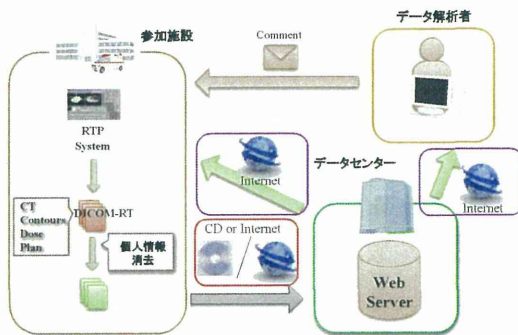 参加施設
データ解析者
Comment
RTP
System
Internet
データセンター
Internet
CT
Contours
Dose
Plan
DICOM-RT
個人情報
消去
CD or Internet
Web
Server